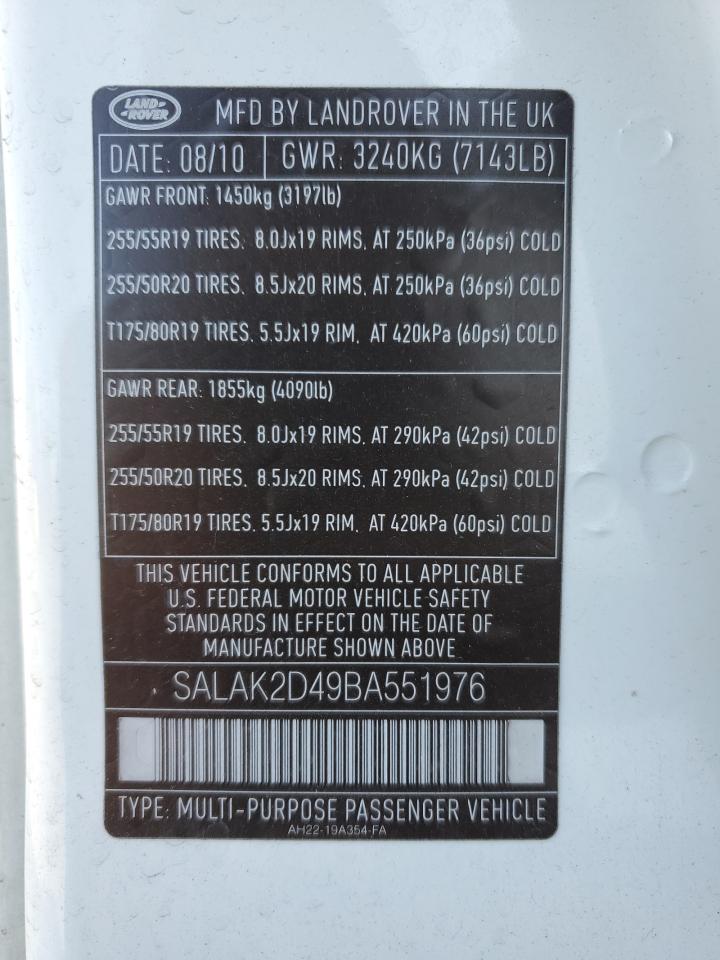 LAND-
-ROVER
MFD BY LANDROVER IN THE UK
DATE: 08/10 GWR: 3240KG (7143LB)
GAWR FRONT: 1450kg (3197lb)
255/55R19 TIRES. 8.0Jx19 RIMS, AT 250kPa (36psi) COLD
255/50R20 TIRES. 8.5Jx20 RIMS, AT 250kPa (36psi) COLD
T175/80R19 TIRES. 5.5Jx19 RIM, AT 420kPa (60psi) COLD
GAWR REAR: 1855kg (4090lb)
255/55R19 TIRES. 8.0Jx19 RIMS, AT 290kPa (42psi) COLD
255/50R20 TIRES. 8.5Jx20 RIMS, AT 290kPa (42psi) COLD
T175/80R19 TIRES. 5.5Jx19 RIM, AT 420kPa (60psi) COLD
THIS VEHICLE CONFORMS TO ALL APPLICABLE
U.S. FEDERAL MOTOR VEHICLE SAFETY
STANDARDS IN EFFECT ON THE DATE OF
MANUFACTURE SHOWN ABOVE
SALAK2D49BA551976
TYPE: MULTI-PURPOSE PASSENGER VEHICLE
AH22-19A354-FA